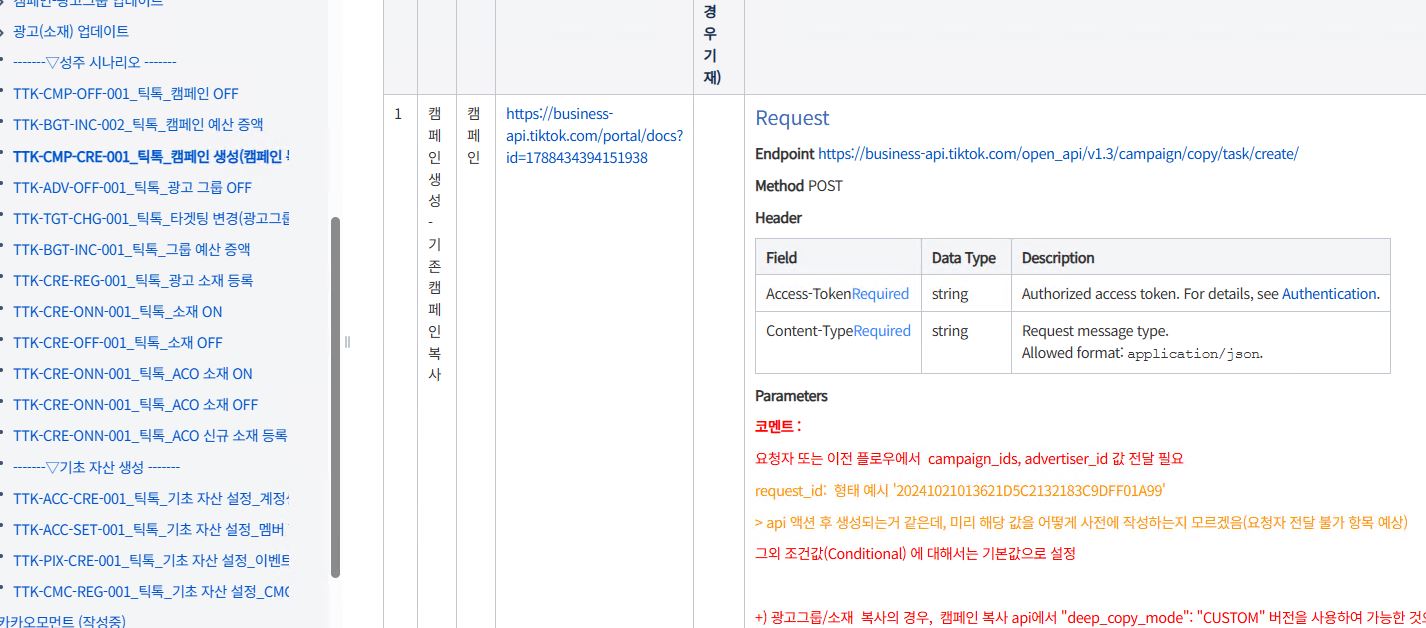 캠페인-광고그룹 업데이트
광고(소재) 업데이트
-------▽성주 시나리오 -------
TTK-CMP-OFF-001_틱톡_캠페인 OFF
TTK-BGT-INC-002_틱톡_캠페인 예산 증액
TTK-CMP-CRE-001_틱톡_캠페인 생성(캠페인
TTK-ADV-OFF-001_틱톡_광고 그룹 OFF
TTK-TGT-CHG-001_틱톡_타겟팅 변경(광고그룹
TTK-BGT-INC-001_틱톡_그룹 예산 증액
TTK-CRE-REG-001_틱톡_광고 소재 등록
TTK-CRE-ONN-001_틱톡_소재 ON
TTK-CRE-OFF-001_틱톡_소재 OFF
TTK-CRE-ONN-001_틱톡_ACO 소재 ON
TTK-CRE-ONN-001_틱톡_ACO 소재 OFF
TTK-CRE-ONN-001_틱톡_ACO 신규 소재 등록
-------▽기초 자산 생성 -------
TTK-ACC-CRE-001_틱톡_기초 자산 설정_계정
TTK-ACC-SET-001_틱톡_기초 자산 설정_멤버
TTK-PIX-CRE-001_틱톡_기초 자산 설정_이벤트
TTK-CMC-REG-001_틱톡_기초 자산 설정_CMC
카카오모먼트 (작성중)
경
우
기
재)
1
캠
페
인
생
성
-
기
존
캠
페
인
복
사
캠
페
인
https://business-
api.tiktok.com/portal/docs?
id=1788434394151938
Request
Endpoint https://business-api.tiktok.com/open_api/v1.3/campaign/copy/task/create/
Method POST
Header
Field Data Type Description
Access-TokenRequired string Authorized access token. For details, see Authentication.
Content-TypeRequired string Request message type.
Allowed format: application/json.
Parameters
코멘트 :
요청자 또는 이전 플로우에서 campaign_ids, advertiser_id 값 전달 필요
request_id: 형태 예시 '20241021013621D5C2132183C9DFF01A99'
> api 액션 후 생성되는거 같은데, 미리 해당 값을 어떻게 사전에 작성하는지 모르겠음(요청자 전달 불가 항목 예상)
그외 조건값(Conditional) 에 대해서는 기본값으로 설정
+) 광고그룹/소재 복사의 경우, 캠페인 복사 api에서 "deep_copy_mode": "CUSTOM" 버전을 사용하여 가능한